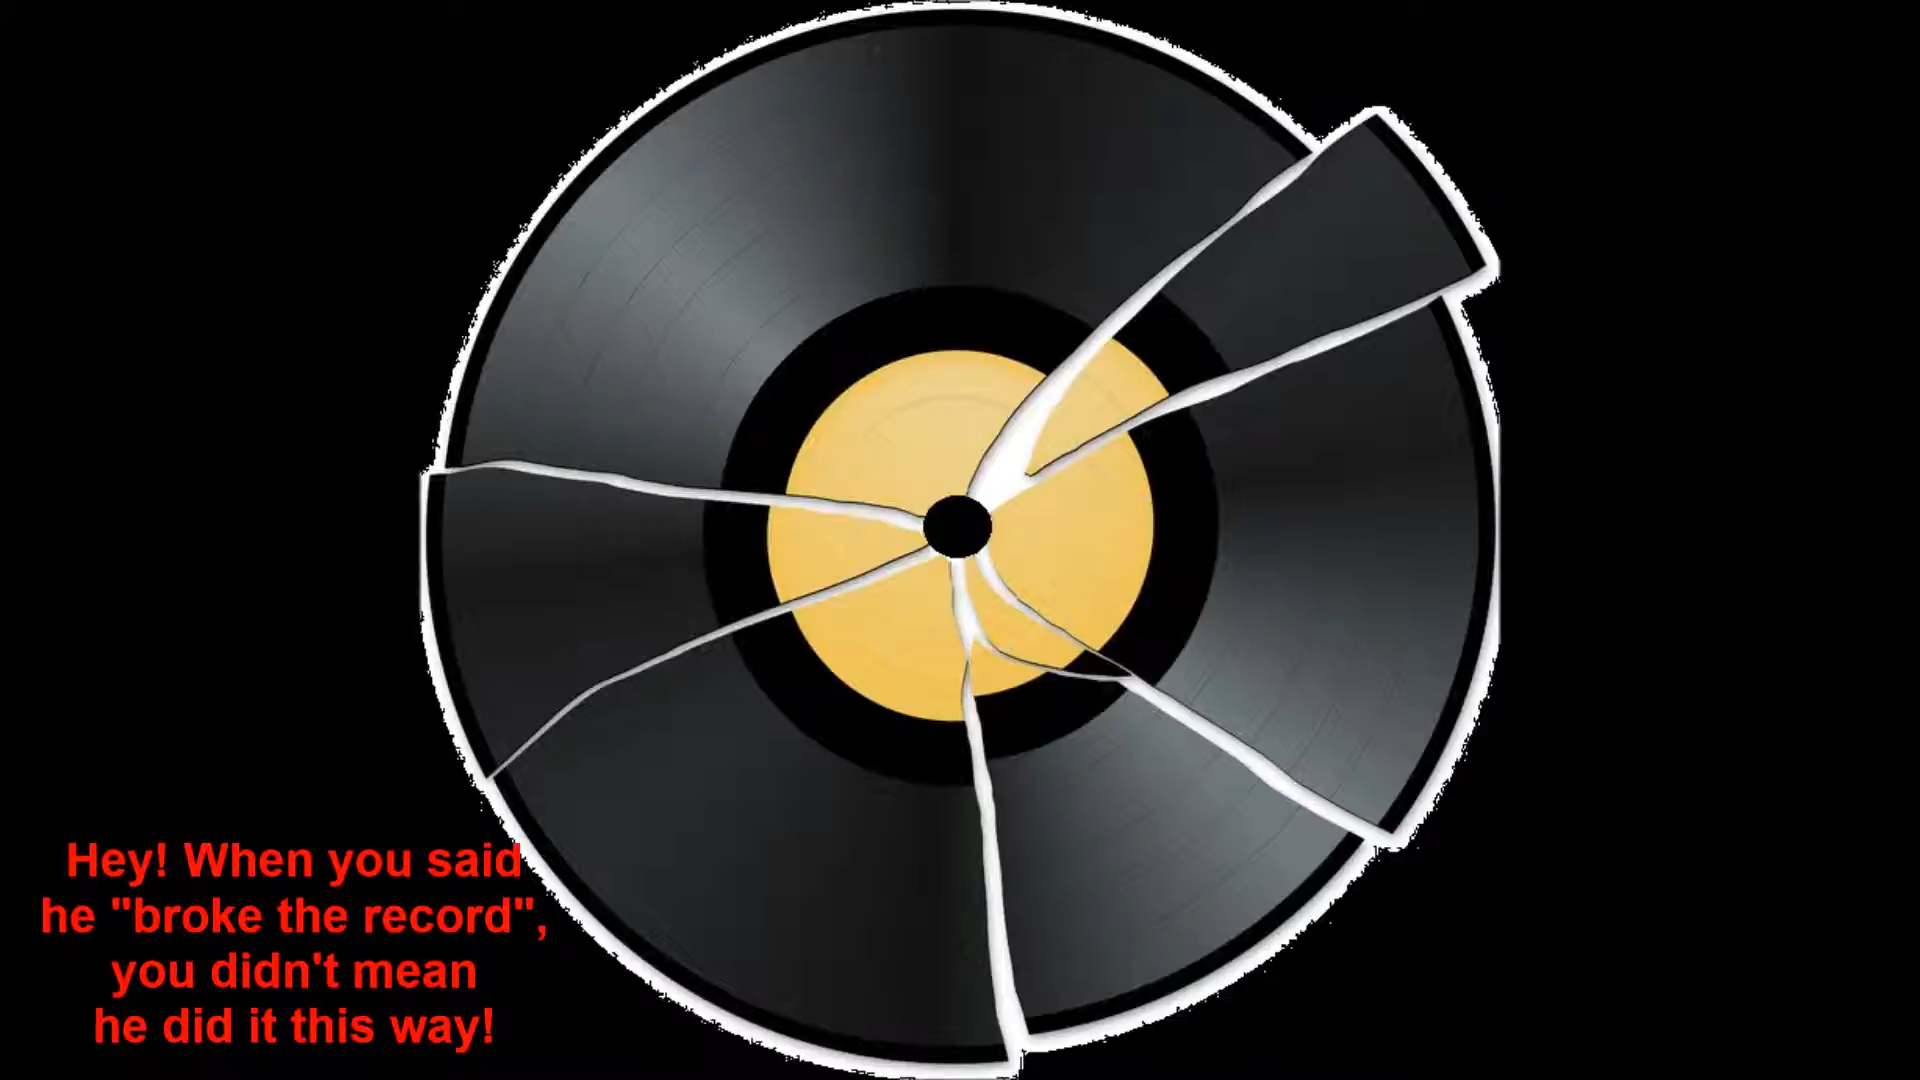 Hey! When you said
he "broke the record",
you didn't mean
he did it this way!